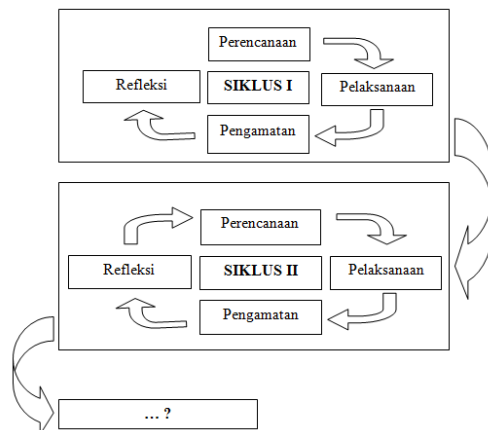 Perencanaan
Refleksi
SIKLUS I
Pelaksanaan
Pengamatan
Perencanaan
Refleksi
SIKLUS II
Pelaksanaan
Pengamatan
... ?